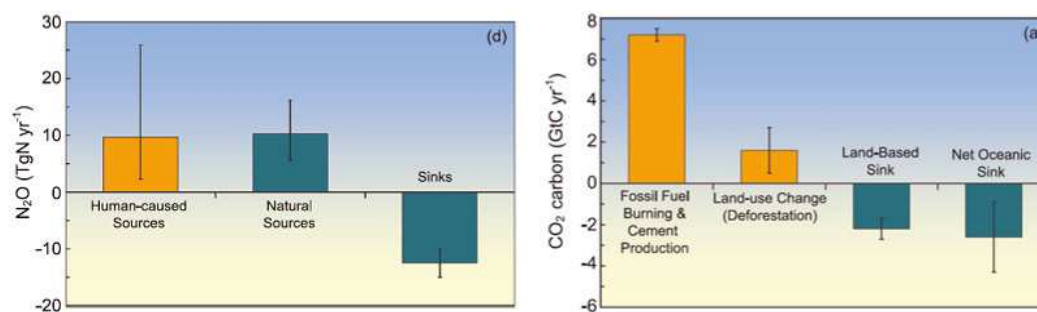 N₂O (TgN yr⁻¹)
30
20
10
0
–10
–20
(d)
Human-caused
Sources
Natural
Sources
Sinks
CO₂ carbon (GtC yr⁻¹)
8
6
4
2
0
-2
-4
-6
(a
Fossil Fuel
Burning &
Cement
Production
Land-use Change
(Deforestation)
Land-Based
Sink
Net Oceanic
Sink